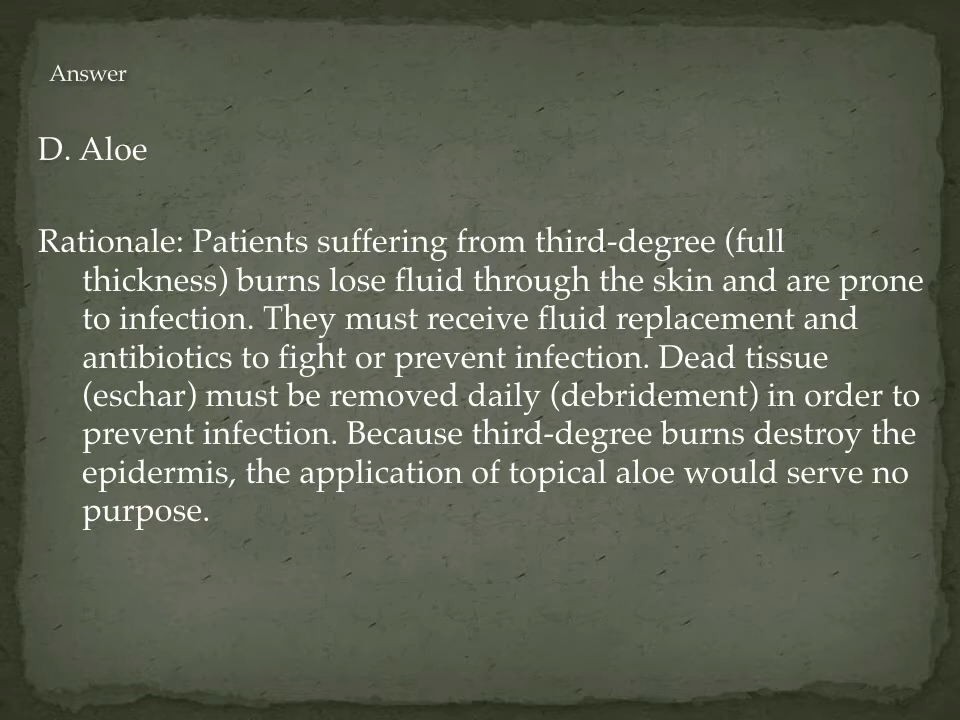 Answer
D. Aloe
Rationale: Patients suffering from third-degree (full
thickness) burns lose fluid through the skin and are prone
to infection. They must receive fluid replacement and
antibiotics to fight or prevent infection. Dead tissue
(eschar) must be removed daily (debridement) in order to
prevent infection. Because third-degree burns destroy the
epidermis, the application of topical aloe would serve no
purpose.